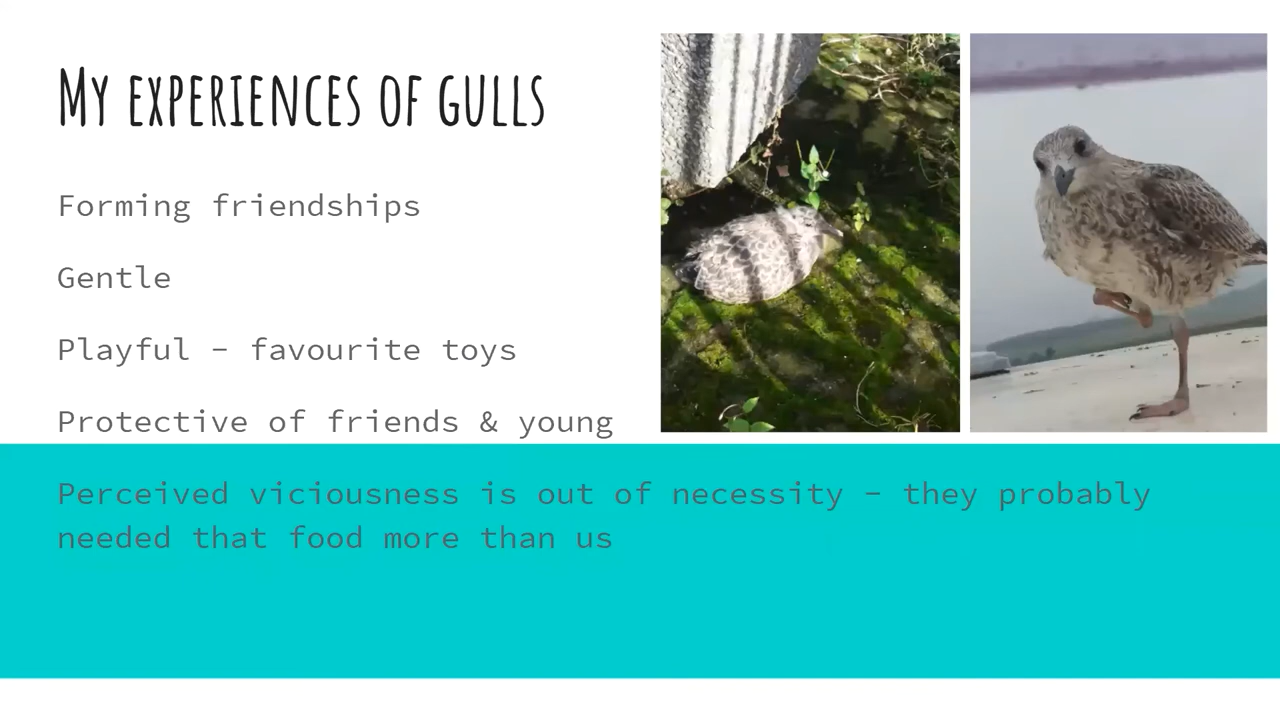 My experiences of gulls
Forming friendships
Gentle
Playful – favourite toys
Protective of friends & young
Perceived viciousness is out of necessity – they probably
needed that food more than us